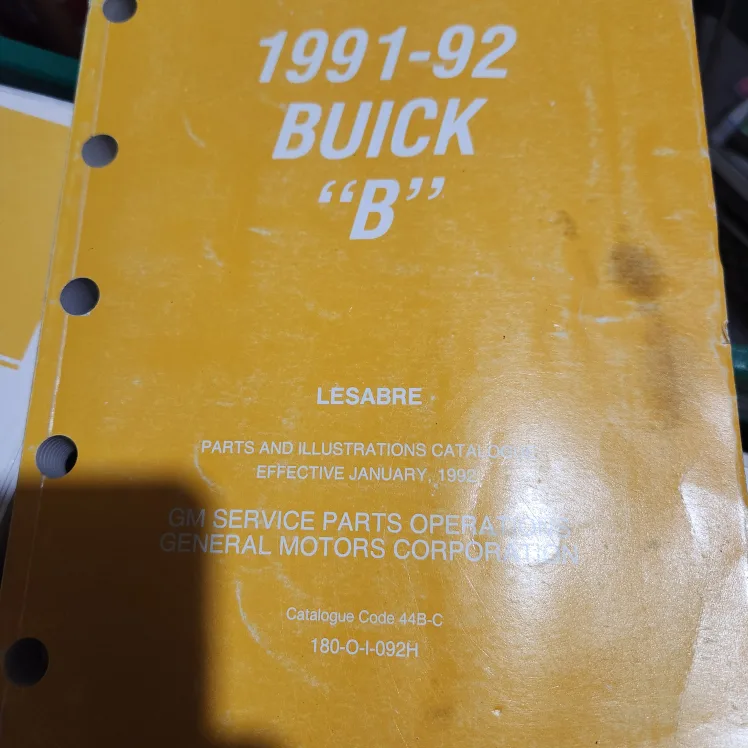 1991-92
BUICK
“B”
LESABRE
PARTS AND ILLUSTRATIONS CATALOGUE
EFFECTIVE JANUARY, 1992
GM SERVICE PARTS OPERATIONS
GENERAL MOTORS CORPORATION
Catalogue Code 44B-C
180-O-I-092H